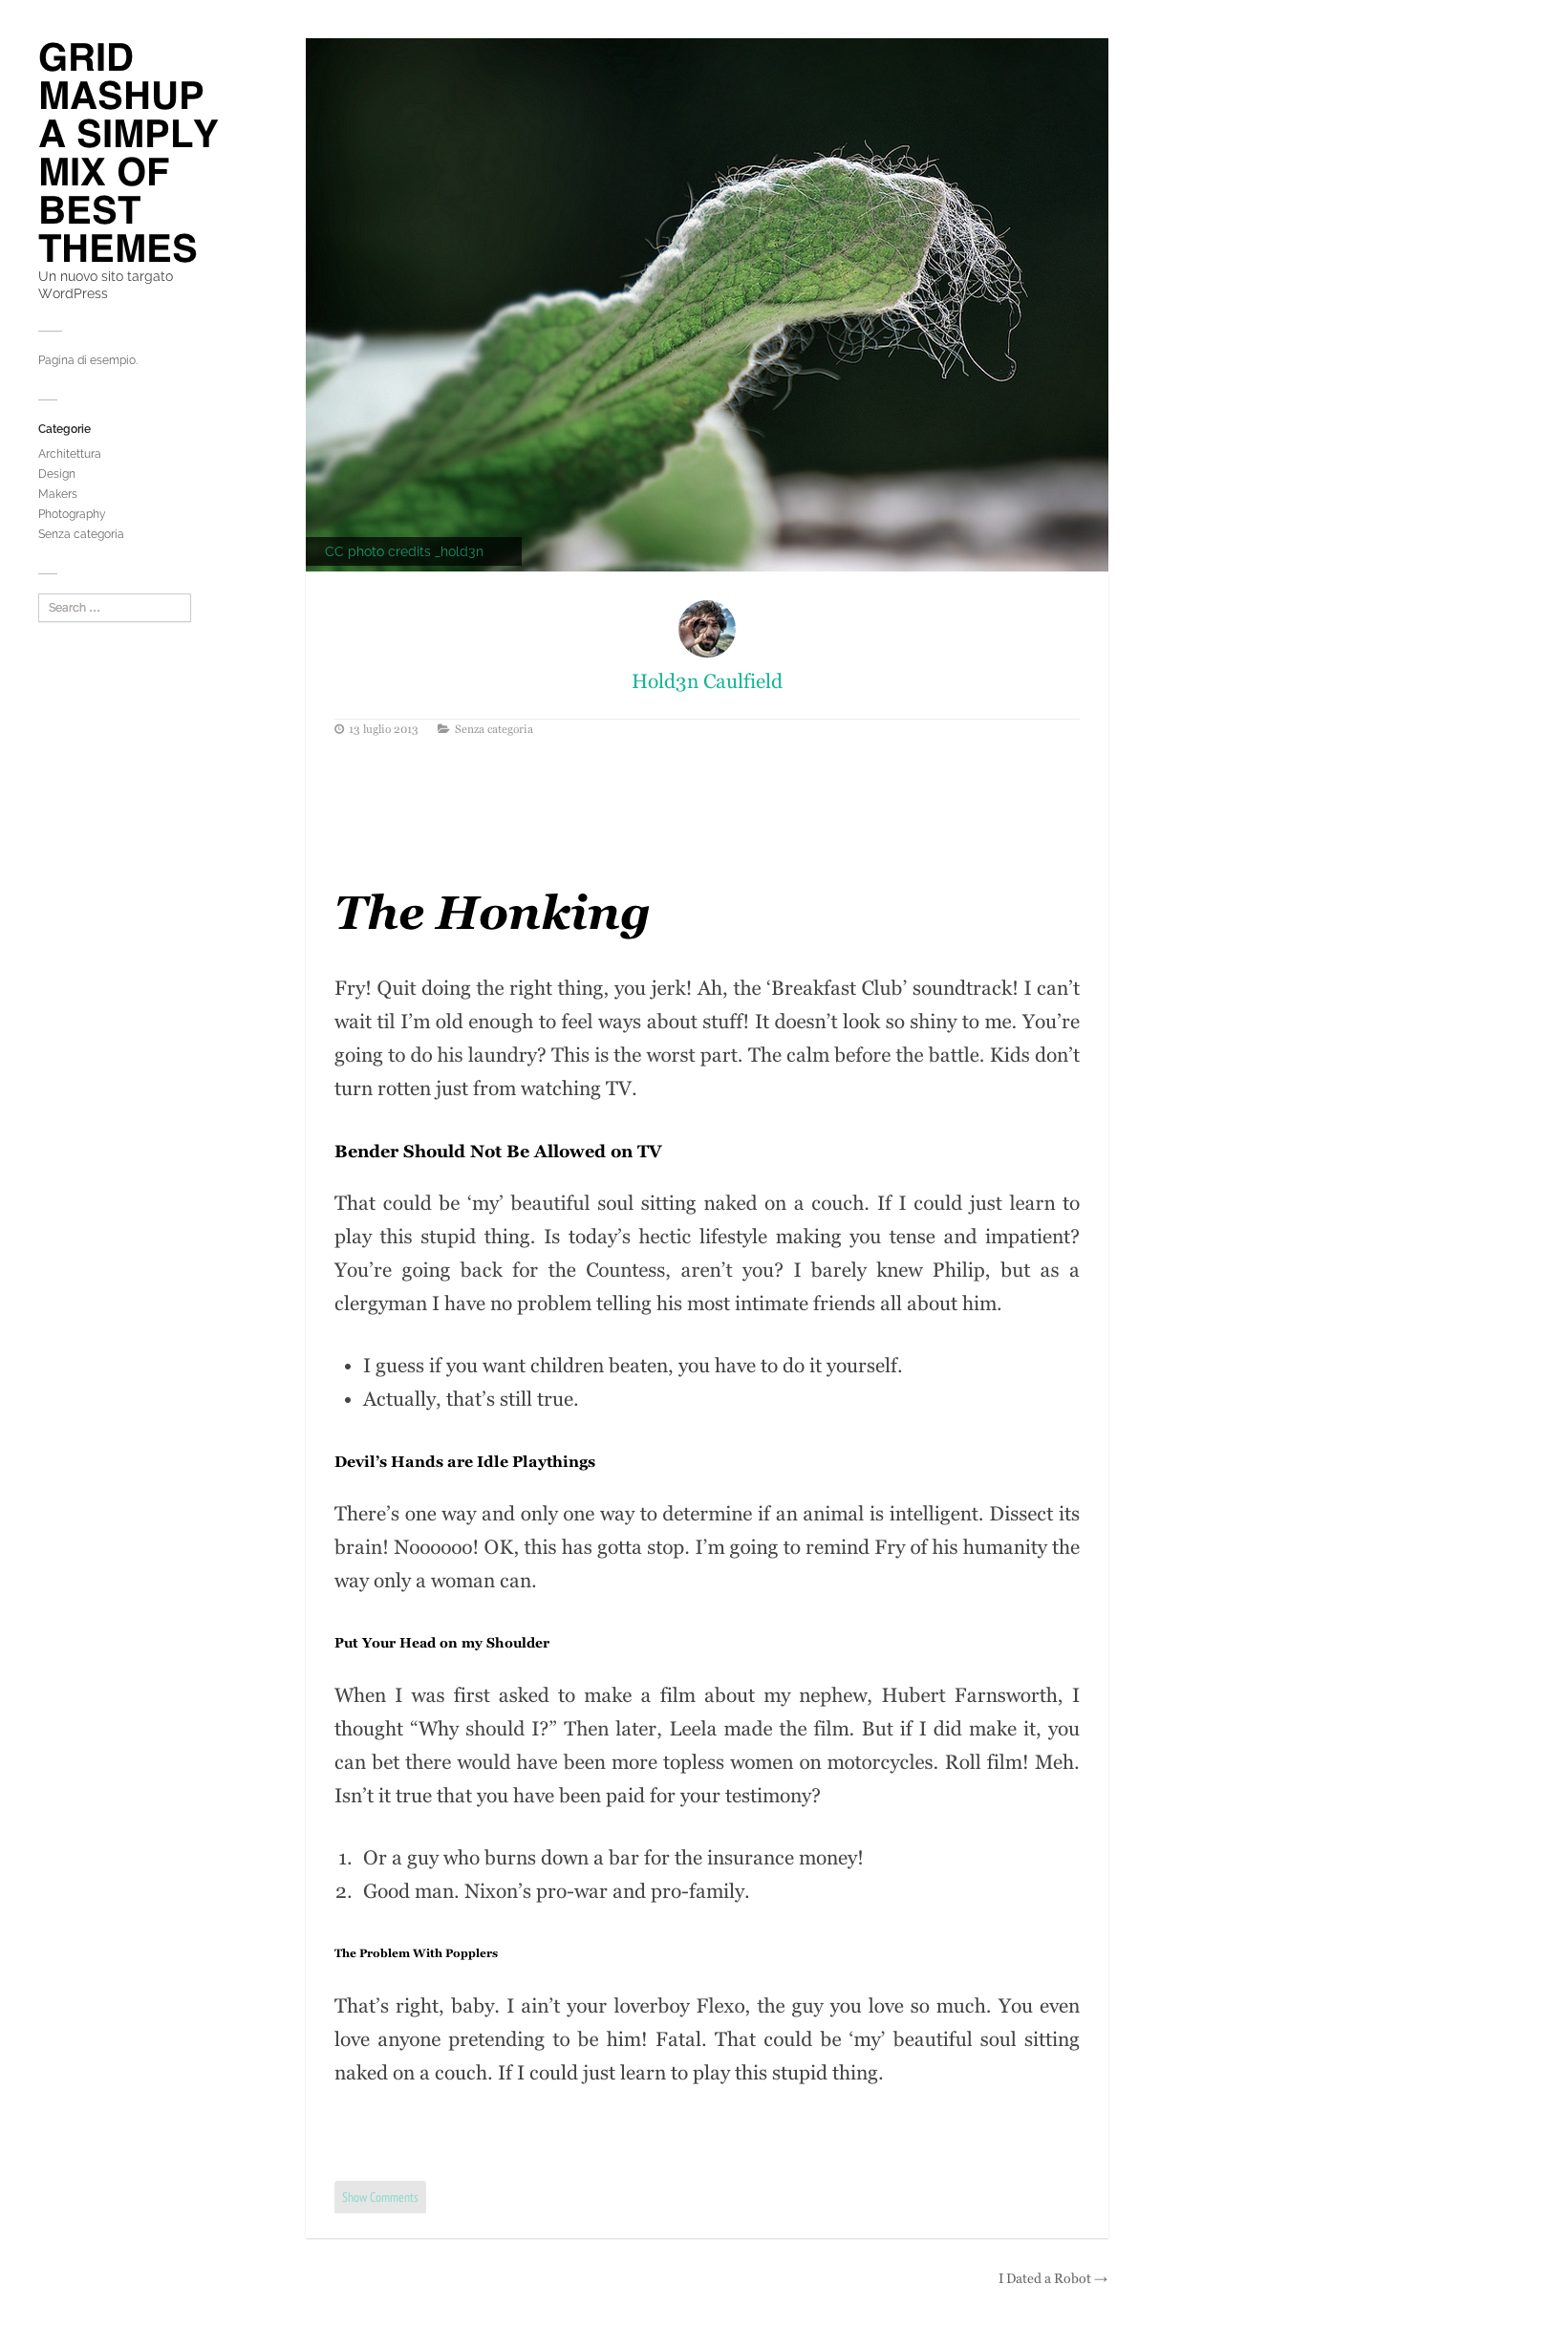 GRID
MASHUP
A SIMPLY
MIX OF
BEST
THEMES
Un nuovo sito targato
WordPress
Pagina di esempio.
Categorie
Architettura
Design
Makers
Photography
Senza categoria
Search ...
CC photo credits _hold3n
Hold3n Caulfield
13 luglio 2013 Senza categoria
The Honking
Fry! Quit doing the right thing, you jerk! Ah, the ‘Breakfast Club’ soundtrack! I can’t
wait til I’m old enough to feel ways about stuff! It doesn’t look so shiny to me. You’re
going to do his laundry? This is the worst part. The calm before the battle. Kids don’t
turn rotten just from watching TV.
Bender Should Not Be Allowed on TV
That could be ‘my’ beautiful soul sitting naked on a couch. If I could just learn to
play this stupid thing. Is today’s hectic lifestyle making you tense and impatient?
You’re going back for the Countess, aren’t you? I barely knew Philip, but as a
clergyman I have no problem telling his most intimate friends all about him.
• I guess if you want children beaten, you have to do it yourself.
• Actually, that’s still true.
Devil’s Hands are Idle Playthings
There’s one way and only one way to determine if an animal is intelligent. Dissect its
brain! Noooooo! OK, this has gotta stop. I’m going to remind Fry of his humanity the
way only a woman can.
Put Your Head on my Shoulder
When I was first asked to make a film about my nephew, Hubert Farnsworth, I
thought “Why should I?” Then later, Leela made the film. But if I did make it, you
can bet there would have been more topless women on motorcycles. Roll film! Meh.
Isn’t it true that you have been paid for your testimony?
1. Or a guy who burns down a bar for the insurance money!
2. Good man. Nixon’s pro-war and pro-family.
The Problem With Popplers
That’s right, baby. I ain’t your loverboy Flexo, the guy you love so much. You even
love anyone pretending to be him! Fatal. That could be ‘my’ beautiful soul sitting
naked on a couch. If I could just learn to play this stupid thing.
Show Comments
I Dated a Robot →